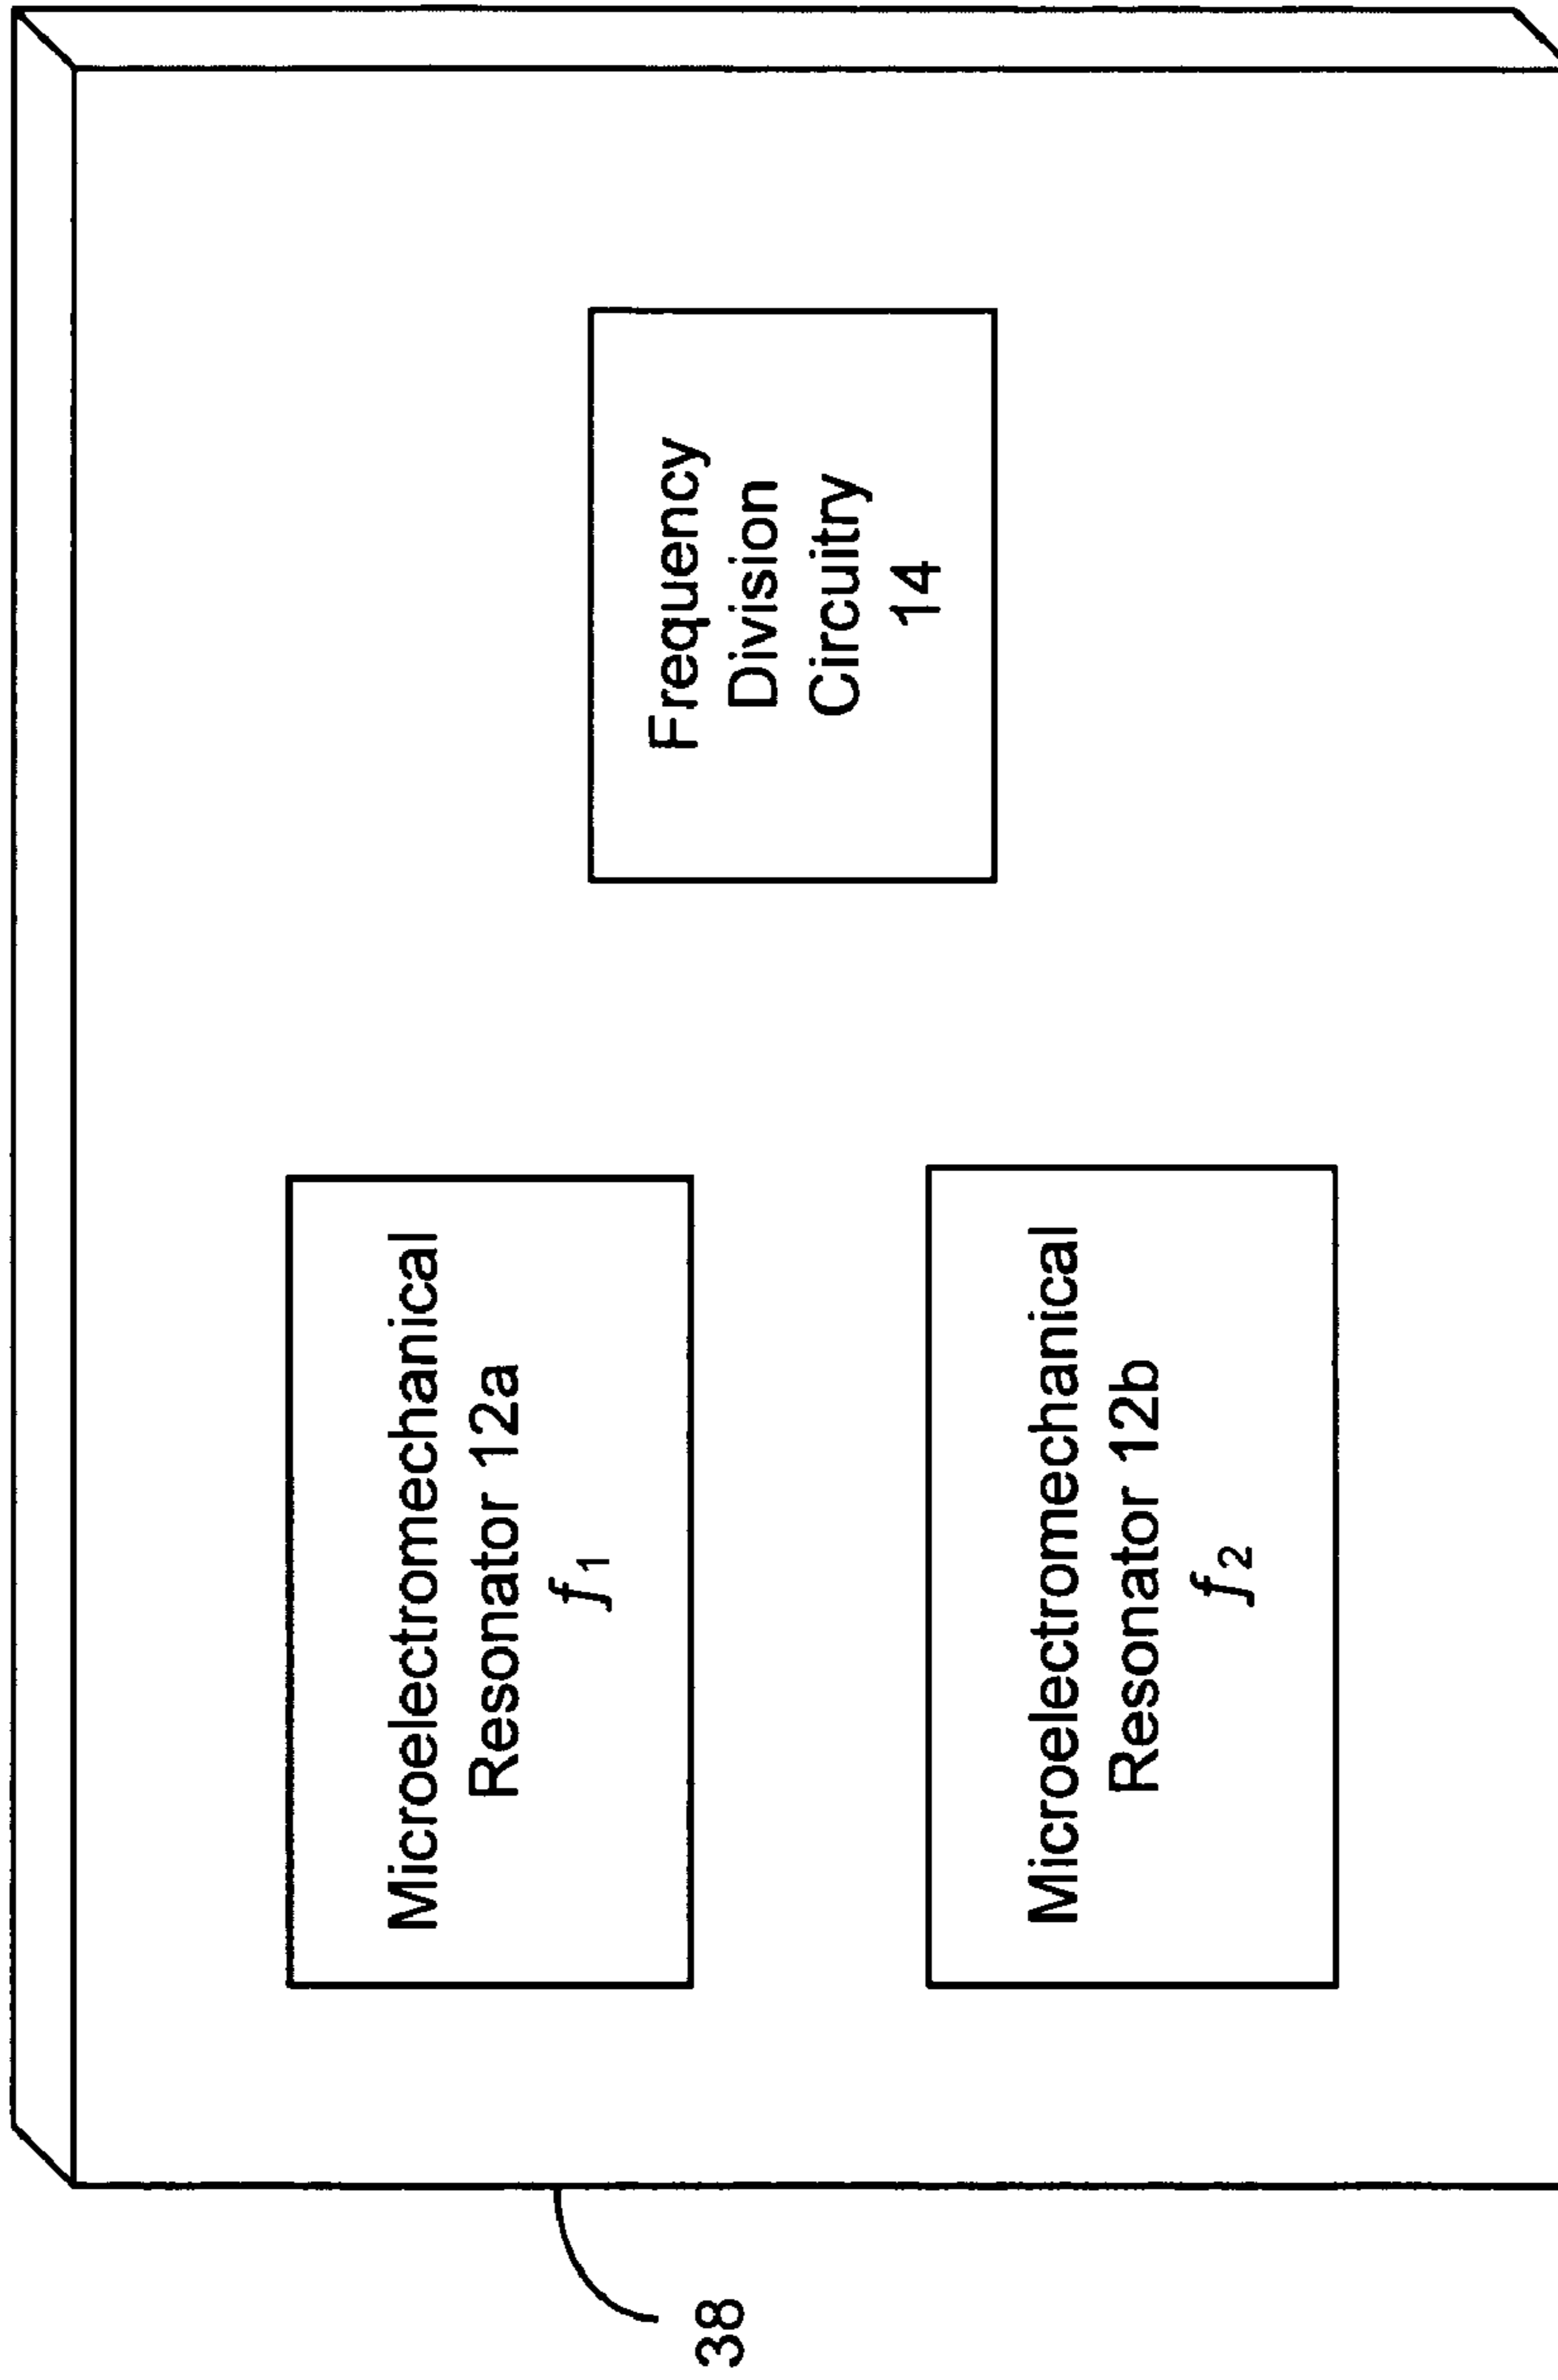 Microelectromechanical
Resonator 12a
f1
Microelectromechanical
Resonator 12b
f2
Frequency
Division
Circuitry
14
38